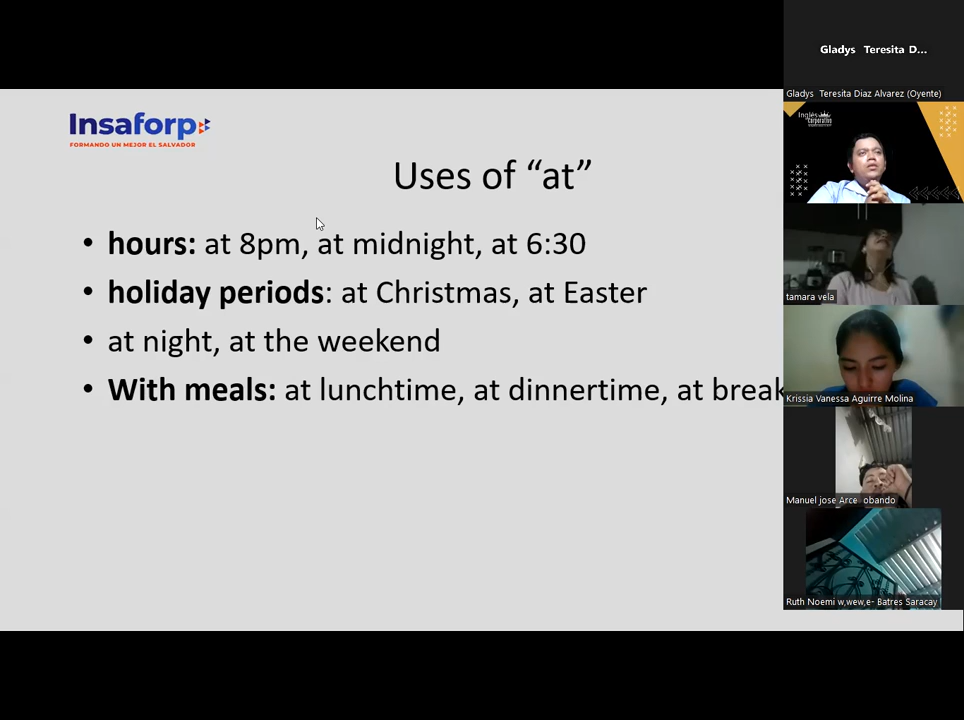 Gladys Teresita D...
Gladys Teresita Diaz Alvarez (Oyente)
Insaforp
FORMANDO UN MEJOR EL SALVADOR
Inglés
corporativo
Uses of “at”
• hours: at 8pm, at midnight, at 6:30
• holiday periods: at Christmas, at Easter
• at night, at the weekend
• With meals: at lunchtime, at dinnertime, at break
tamara vela
Krissia Vanessa Aguirre Molina
Manuel jose Arce obando
Ruth Noemi w,wew,e- Batres Saracay